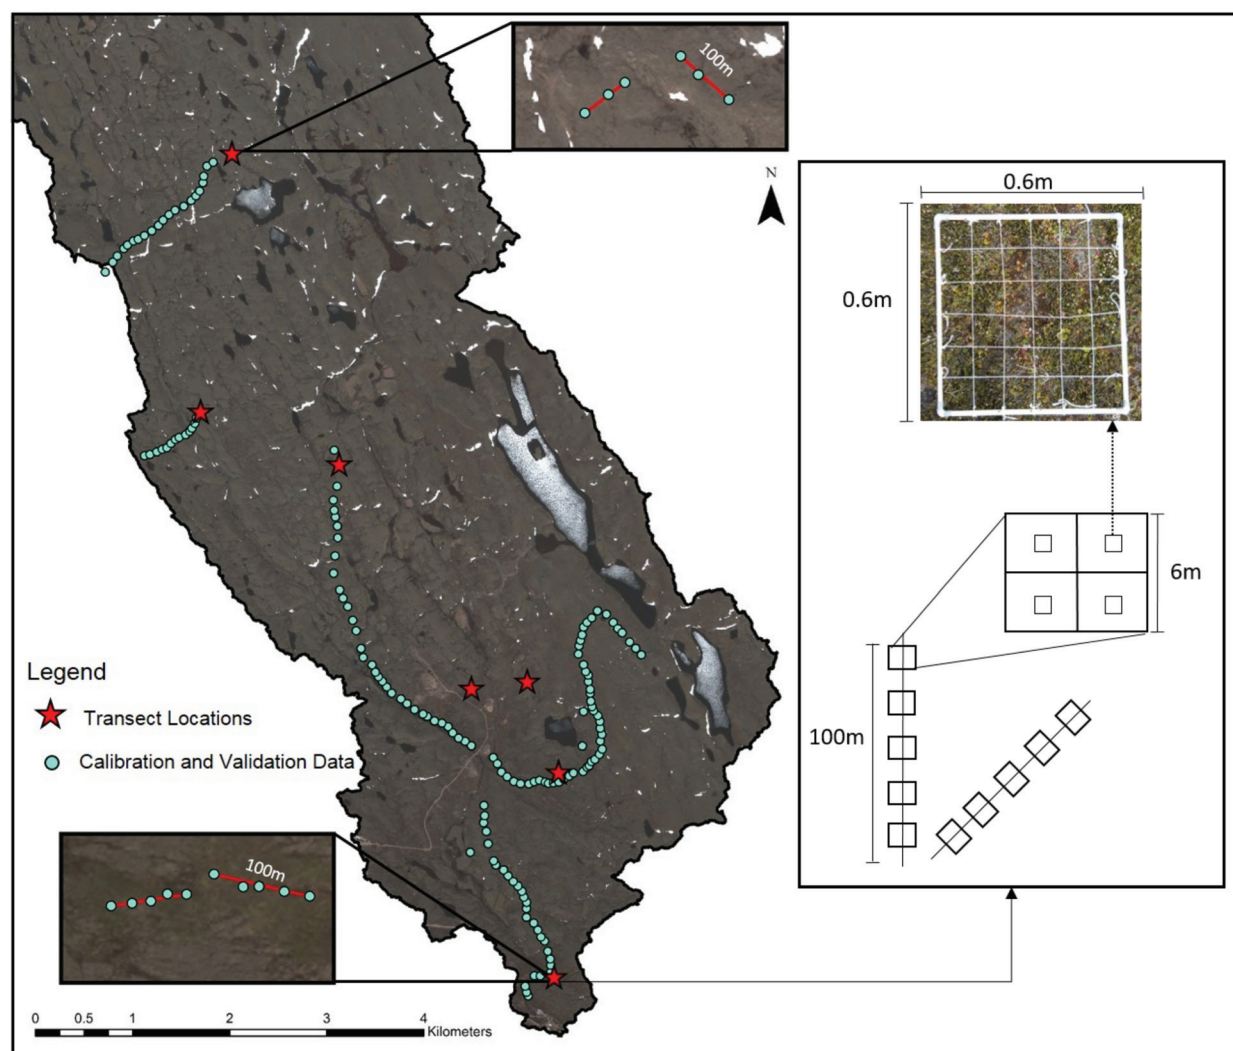 100m
N
0.6m
0.6m
6m
100m
Legend
Transect Locations
Calibration and Validation Data
100m
0 0.5 1 2 3 4
Kilometers